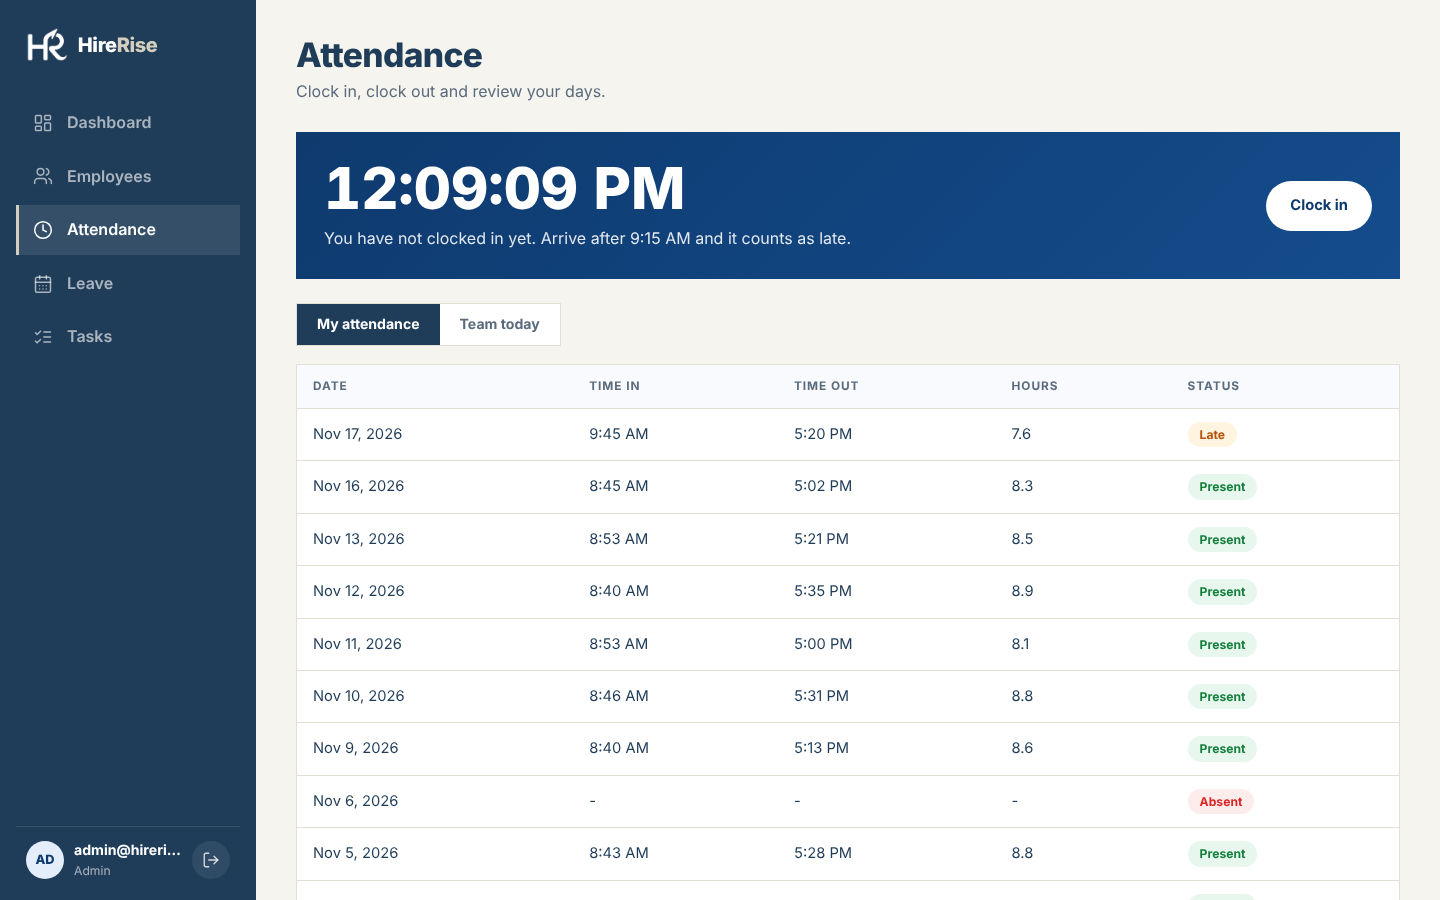 HireRise
Dashboard
Employees
Attendance
Leave
Tasks
AD
admin@hireri...
Admin
Attendance
Clock in, clock out and review your days.
12:09:09 PM
You have not clocked in yet. Arrive after 9:15 AM and it counts as late.
Clock in
My attendance Team today
DATE TIME IN TIME OUT HOURS STATUS
Nov 17, 2026 9:45 AM 5:20 PM 7.6 Late
Nov 16, 2026 8:45 AM 5:02 PM 8.3 Present
Nov 13, 2026 8:53 AM 5:21 PM 8.5 Present
Nov 12, 2026 8:40 AM 5:35 PM 8.9 Present
Nov 11, 2026 8:53 AM 5:00 PM 8.1 Present
Nov 10, 2026 8:46 AM 5:31 PM 8.8 Present
Nov 9, 2026 8:40 AM 5:13 PM 8.6 Present
Nov 6, 2026 - - - Absent
Nov 5, 2026 8:43 AM 5:28 PM 8.8 Present